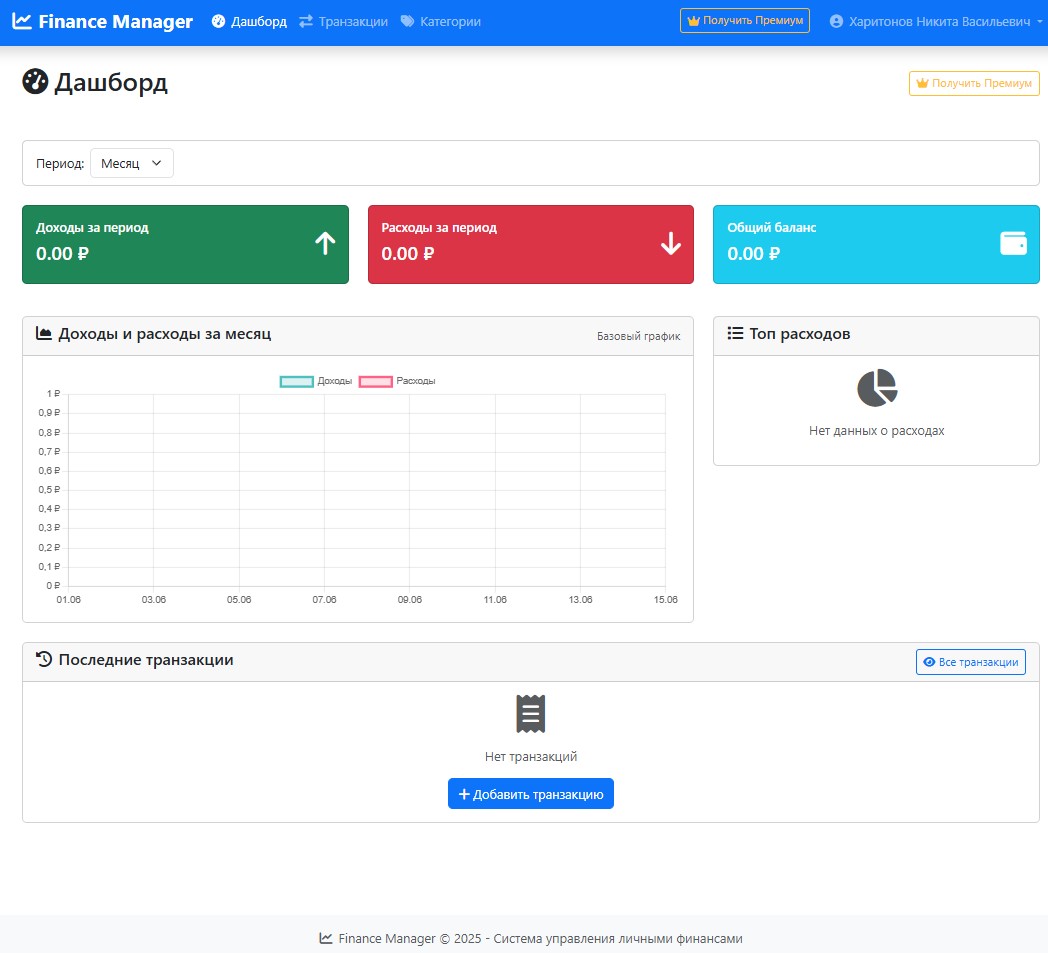 Finance Manager Дашборд Транзакции Категории Получить Премиум Харитонов Никита Васильевич
Дашборд
Получить Премиум
Период: Месяц
Доходы за период
0.00 ₽
Расходы за период
0.00 ₽
Общий баланс
0.00 ₽
Доходы и расходы за месяц
Базовый график
Доходы Расходы
1 ₽
0,9 ₽
0,8 ₽
0,7 ₽
0,6 ₽
0,5 ₽
0,4 ₽
0,3 ₽
0,2 ₽
0,1 ₽
0 ₽
01.06 03.06 05.06 07.06 09.06 11.06 13.06 15.06
Топ расходов
Нет данных о расходах
Последние транзакции
Все транзакции
Нет транзакций
Добавить транзакцию
Finance Manager © 2025 - Система управления личными финансами